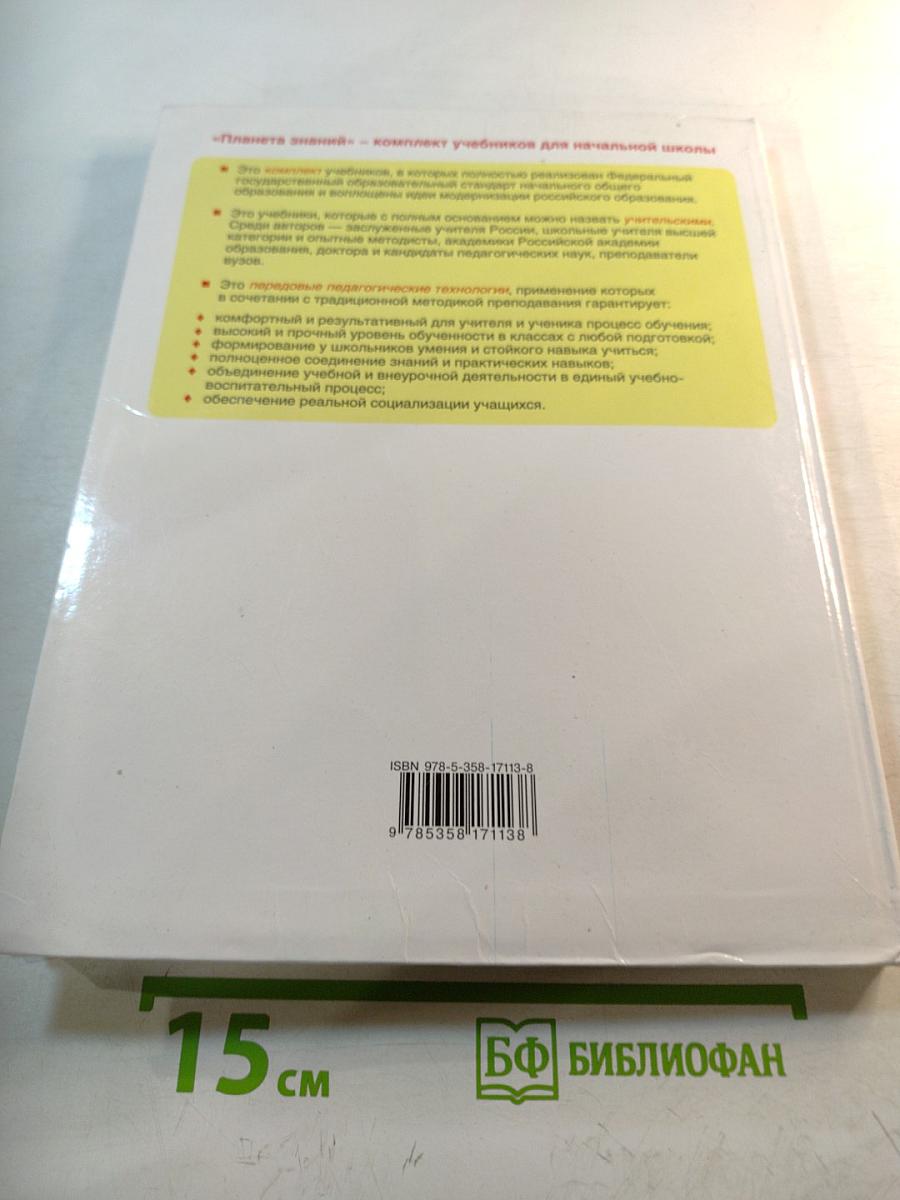 «Планета знаний» – комплект учебников для начальной школы
Это комплект учебников, в которых полностью реализован Федеральный
государственный образовательный стандарт начального общего
образования и воплощены идеи модернизации российского образования.
Это учебники, которые с полным основанием можно назвать учительскими.
Среди авторов — заслуженные учителя России, школьные учителя высшей
категории и опытные методисты, академики Российской академии
образования, доктора и кандидаты педагогических наук, преподаватели
вузов.
Это передовые педагогические технологии, применение которых
в сочетании с традиционной методикой преподавания гарантирует:
комфортный и результативный для учителя и ученика процесс обучения;
высокий и прочный уровень обученности в классах с любой подготовкой;
формирование у школьников умения и стойкого навыка учиться;
полноценное соединение знаний и практических навыков;
объединение учебной и внеурочной деятельности в единый учебно-
воспитательный процесс;
обеспечение реальной социализации учащихся.
ISBN 978-5-358-17113-8
9 785358 171138
15 см
БФ БИБЛИОФАН